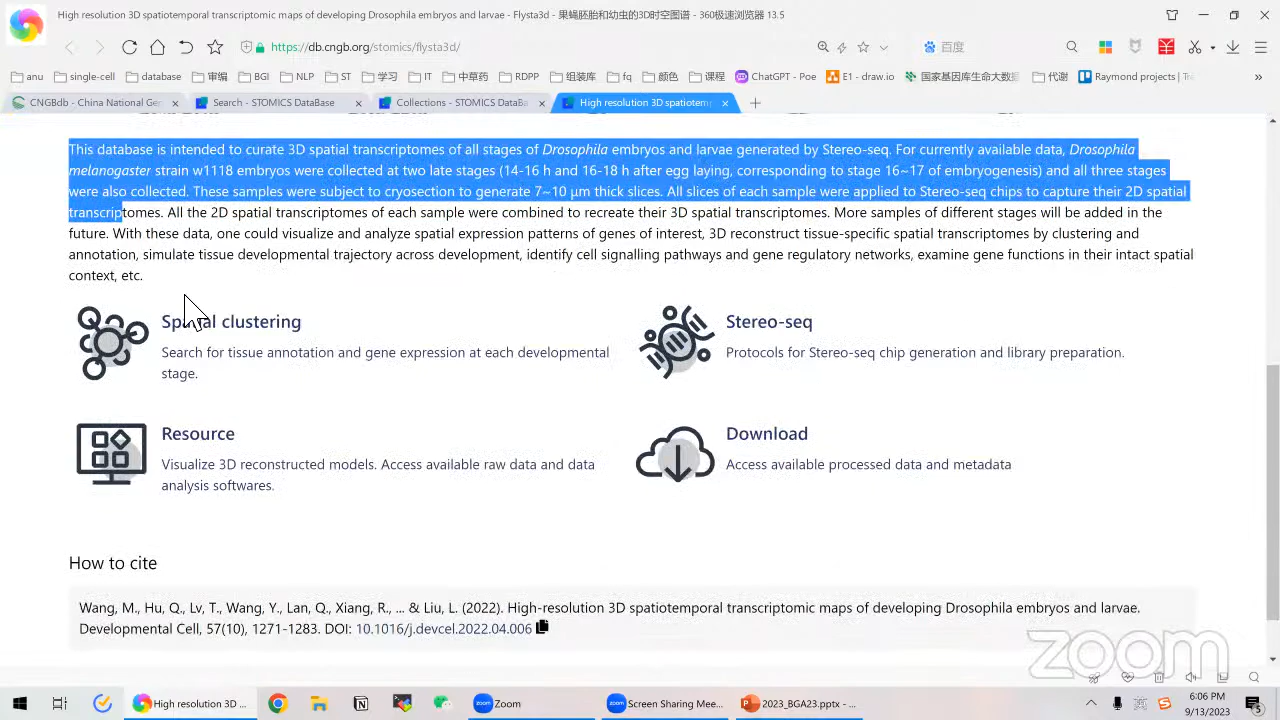 High resolution 3D spatiotemporal transcriptomic maps of developing Drosophila embryos and larvae - Flysta3d - 果蝇胚胎和幼虫的3D时空图谱 - 360极速浏览器 13.5
https://db.cngb.org/stomics/flysta3d/
百度
anu single-cell database 审编 BGI NLP ST 学习 IT 中草药 RDPP 组装库 fq 颜色 课程 ChatGPT - Poe E1 - draw.io 国家基因库生命大数据 代谢 Raymond projects | Tr
CNGBdb - China National Ger Search - STOMICS DataBase Collections - STOMICS DataBa High resolution 3D spatiotemp
This database is intended to curate 3D spatial transcriptomes of all stages of Drosophila embryos and larvae generated by Stereo-seq. For currently available data, Drosophila
melanogaster strain w1118 embryos were collected at two late stages (14-16 h and 16-18 h after egg laying, corresponding to stage 16~17 of embryogenesis) and all three stages
were also collected. These samples were subject to cryosection to generate 7~10 μm thick slices. All slices of each sample were applied to Stereo-seq chips to capture their 2D spatial
transcriptomes. All the 2D spatial transcriptomes of each sample were combined to recreate their 3D spatial transcriptomes. More samples of different stages will be added in the
future. With these data, one could visualize and analyze spatial expression patterns of genes of interest, 3D reconstruct tissue-specific spatial transcriptomes by clustering and
annotation, simulate tissue developmental trajectory across development, identify cell signalling pathways and gene regulatory networks, examine gene functions in their intact spatial
context, etc.
Spatial clustering
Search for tissue annotation and gene expression at each developmental
stage.
Stereo-seq
Protocols for Stereo-seq chip generation and library preparation.
Resource
Visualize 3D reconstructed models. Access available raw data and data
analysis softwares.
Download
Access available processed data and metadata
How to cite
Wang, M., Hu, Q., Lv, T., Wang, Y., Lan, Q., Xiang, R., ... & Liu, L. (2022). High-resolution 3D spatiotemporal transcriptomic maps of developing Drosophila embryos and larvae.
Developmental Cell, 57(10), 1271-1283. DOI: 10.1016/j.devcel.2022.04.006
zoom
High resolution 3D ... Zoom Screen Sharing Mee... 2023_BGA23.pptx - ...
6:06 PM
9/13/2023
5